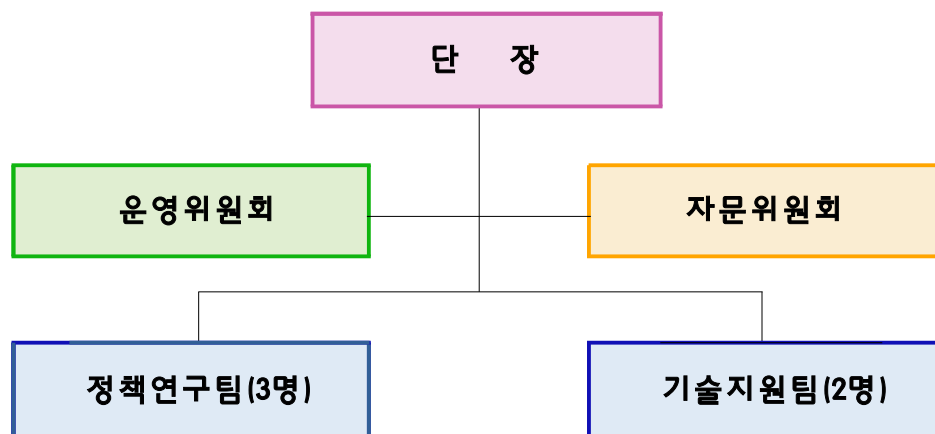 단 장
운영위원회
자문위원회
정책연구팀(3명)
기술지원팀(2명)